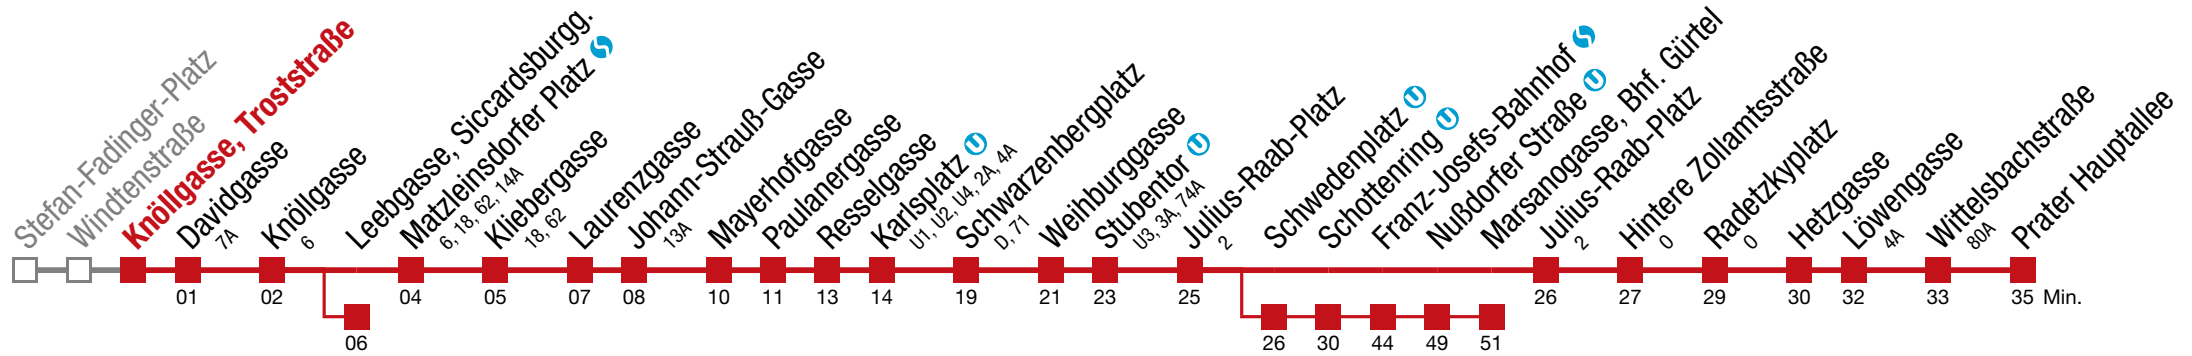 Stefan-Fadinger-Platz
Windtenstraße
Knöllgasse, Troststraße
Davidgasse
7A
Knöllgasse
6
Leebgasse, Siccardsburgg.
Matzleinsdorfer Platz
6, 18, 62, 14A
Kliebergasse
18, 62
Laurenzgasse
Johann-Strauß-Gasse
13A
Mayerhofgasse
Paulanergasse
Resselgasse
Karlsplatz U
U1, U2, U4, 2A, 4A
Schwarzenbergplatz
D, 71
Weihburggasse
Stubentor U
U3, 3A, 74A
Julius-Raab-Platz
2
Schwedenplatz U
Schottenring U
Franz-Josefs-Bahnhof
Nußdorfer Straße U
Marsanogasse, Bhf. Gürtel
Julius-Raab-Platz
2
Hintere Zollamtsstraße
0
Radetzkyplatz
0
Hetzgasse
Löwengasse
4A
Wittelsbachstraße
80A
Prater Hauptallee
01 02 04 05 07 08 10 11 13 14 19 21 23 25 26 27 29 30 32 33 35 Min.
06 26 30 44 49 51